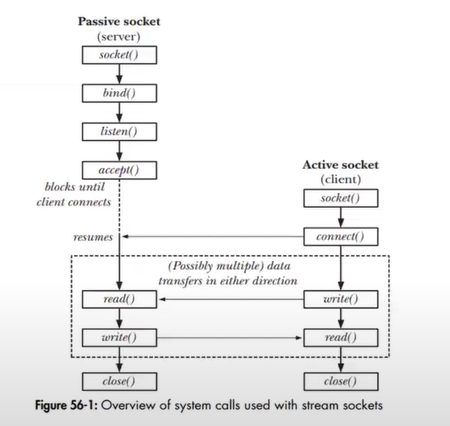 Passive socket
(server)
socket()
bind()
listen()
accept()
blocks until
client connects
Active socket
(client)
socket()
resumes
connect()
(Possibly multiple) data
transfers in either direction
read()
write()
write()
read()
close()
close()
Figure 56-1: Overview of system calls used with stream sockets